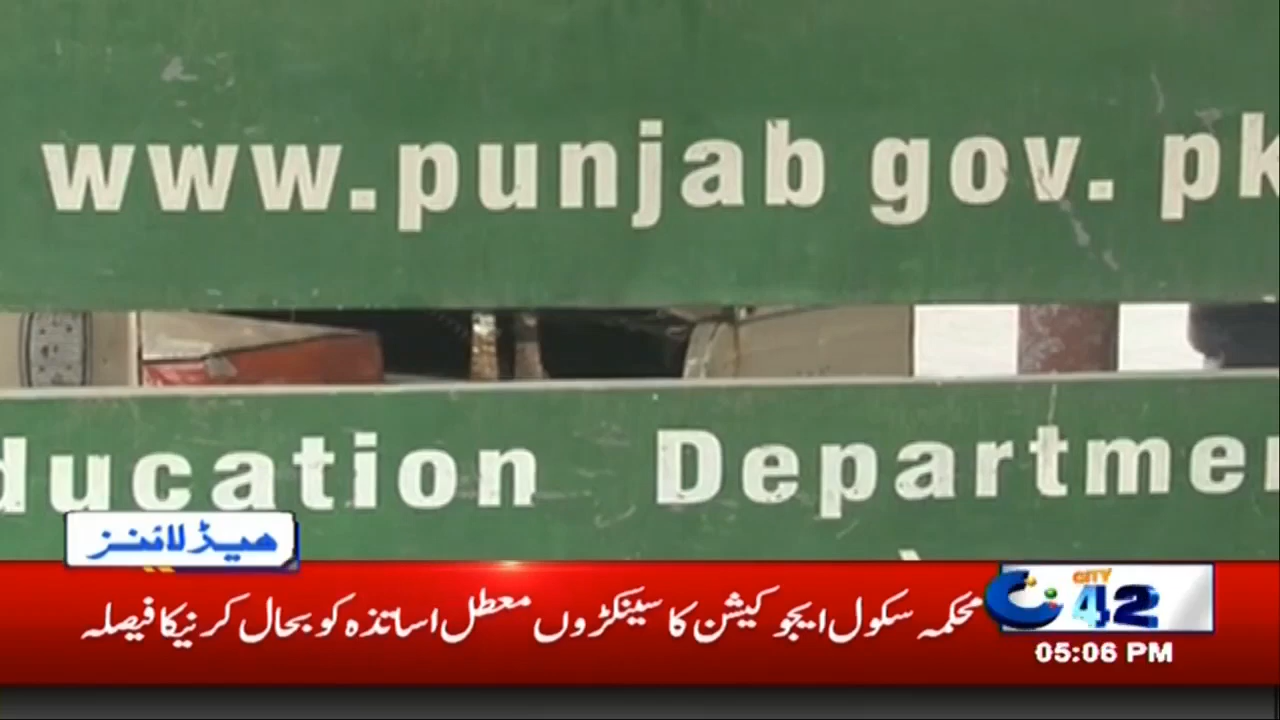 www.punjab gov. pk
ducation Departme
ھیڈلائنز
محکمہ سکول ایجوکیشن کا سینکڑوں معطل اساتذہ کو بحال کرنیکا فیصلہ
CITY
42
05:06 PM